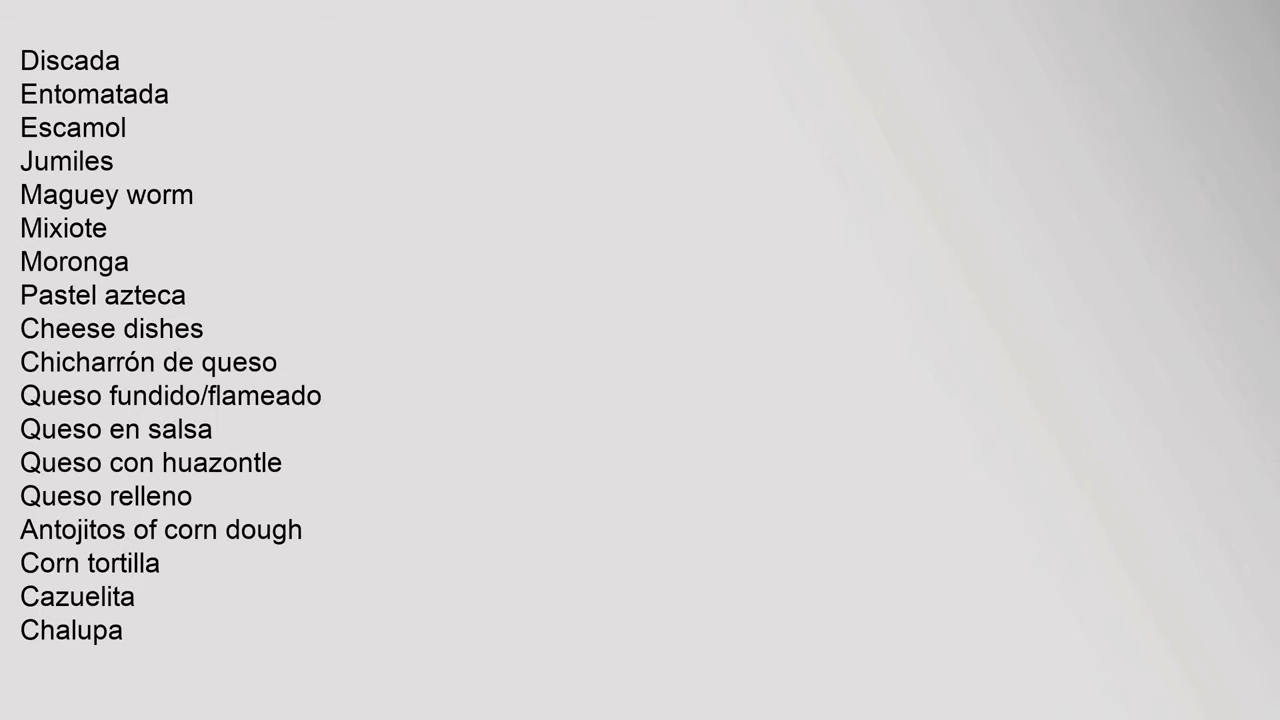 Discada
Entomatada
Escamol
Jumiles
Maguey worm
Mixiote
Moronga
Pastel azteca
Cheese dishes
Chicharrón de queso
Queso fundido/flameado
Queso en salsa
Queso con huazontle
Queso relleno
Antojitos of corn dough
Corn tortilla
Cazuelita
Chalupa